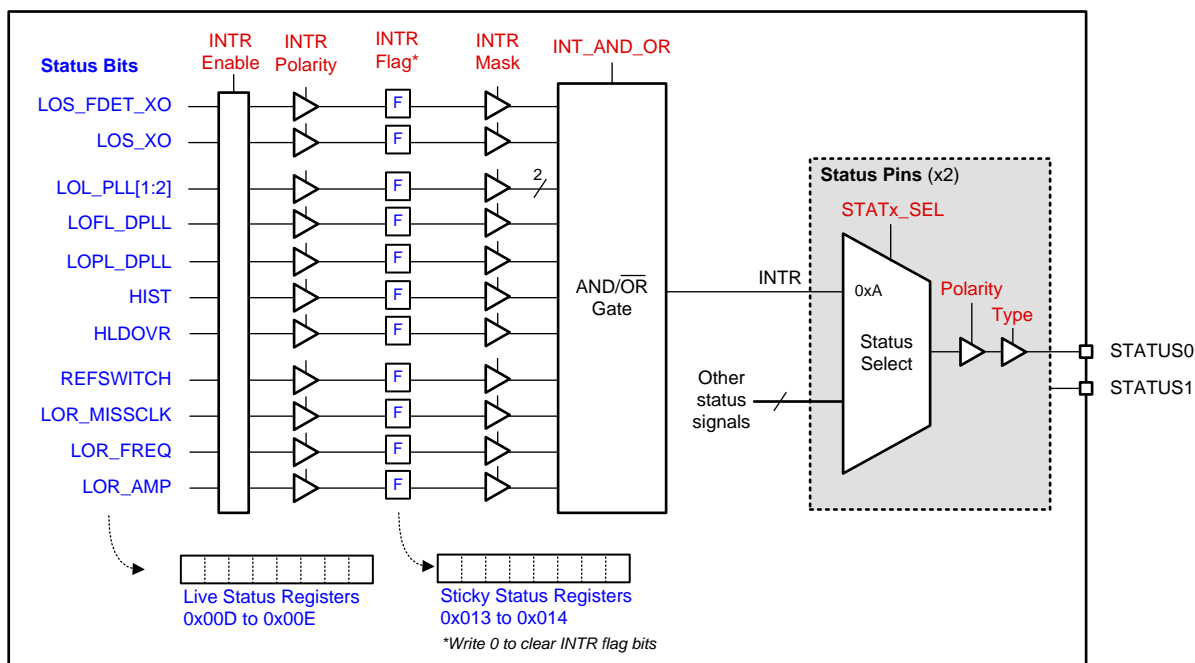 INTR
Enable
INTR
Polarity
INTR
Flag*
INTR
Mask
INT_AND_OR
Status Bits
LOS_FDET_XO
LOS_XO
LOL_PLL[1:2]
LOFL_DPLL
LOPL_DPLL
HIST
HLDOVR
REFSWITCH
LOR_MISSCLK
LOR_FREQ
LOR_AMP
F
F
F
F
F
F
F
F
F
F
F
2
AND/OR
Gate
INTR
Status Pins (x2)
STATx_SEL
0xA
Status
Select
Polarity
Type
Other
status
signals
STATUS0
STATUS1
Live Status Registers
0x00D to 0x00E
Sticky Status Registers
0x013 to 0x014
*Write 0 to clear INTR flag bits